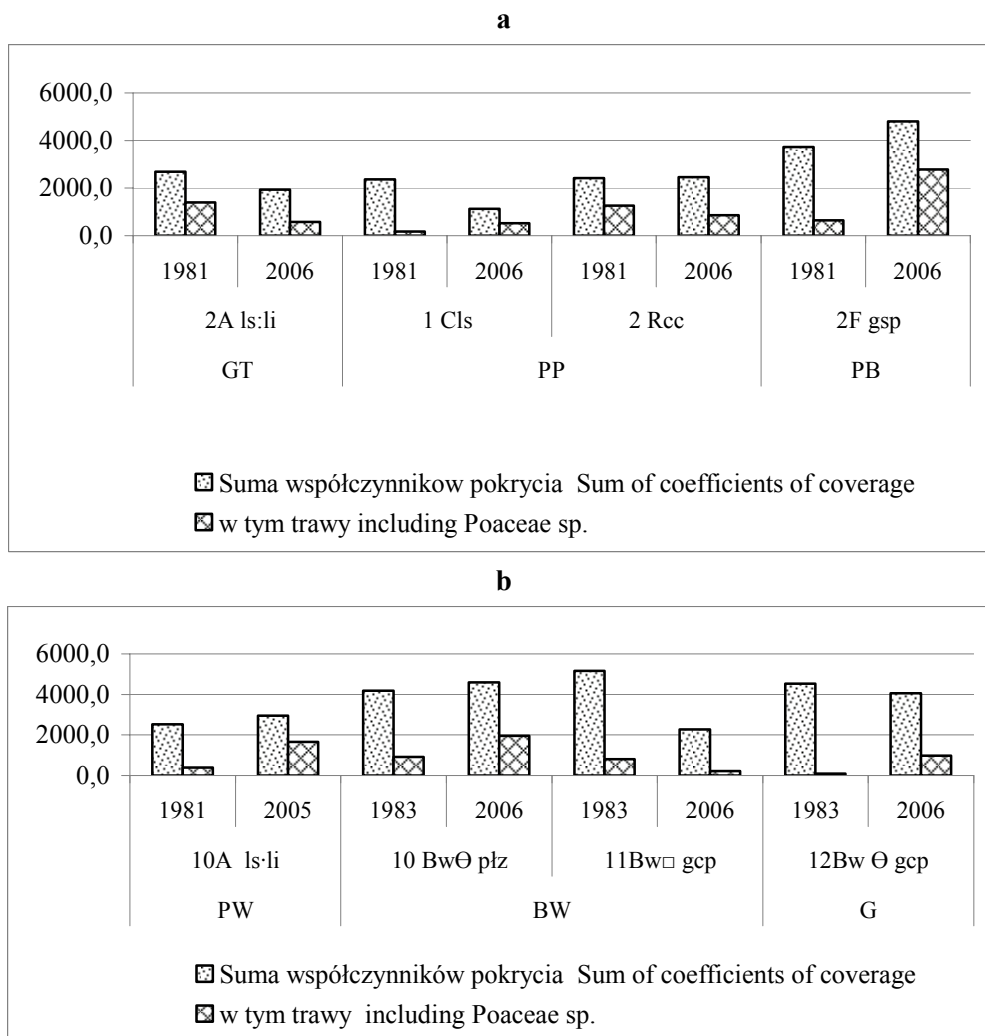 a
6000,0
4000,0
2000,0
0,0
1981 2006 1981 2006 1981 2006 1981 2006
2A ls:li 1 Cls 2 Rcc 2F gsp
GT PP PB
Suma współczynnikow pokrycia Sum of coefficients of coverage
w tym trawy including Poaceae sp.
b
6000,0
4000,0
2000,0
0,0
1981 2005 1983 2006 1983 2006 1983 2006
10A ls·li 10 BwƟ płz 11Bw□ gcp 12Bw Ɵ gcp
PW BW G
Suma współczynników pokrycia Sum of coefficients of coverage
w tym trawy including Poaceae sp.